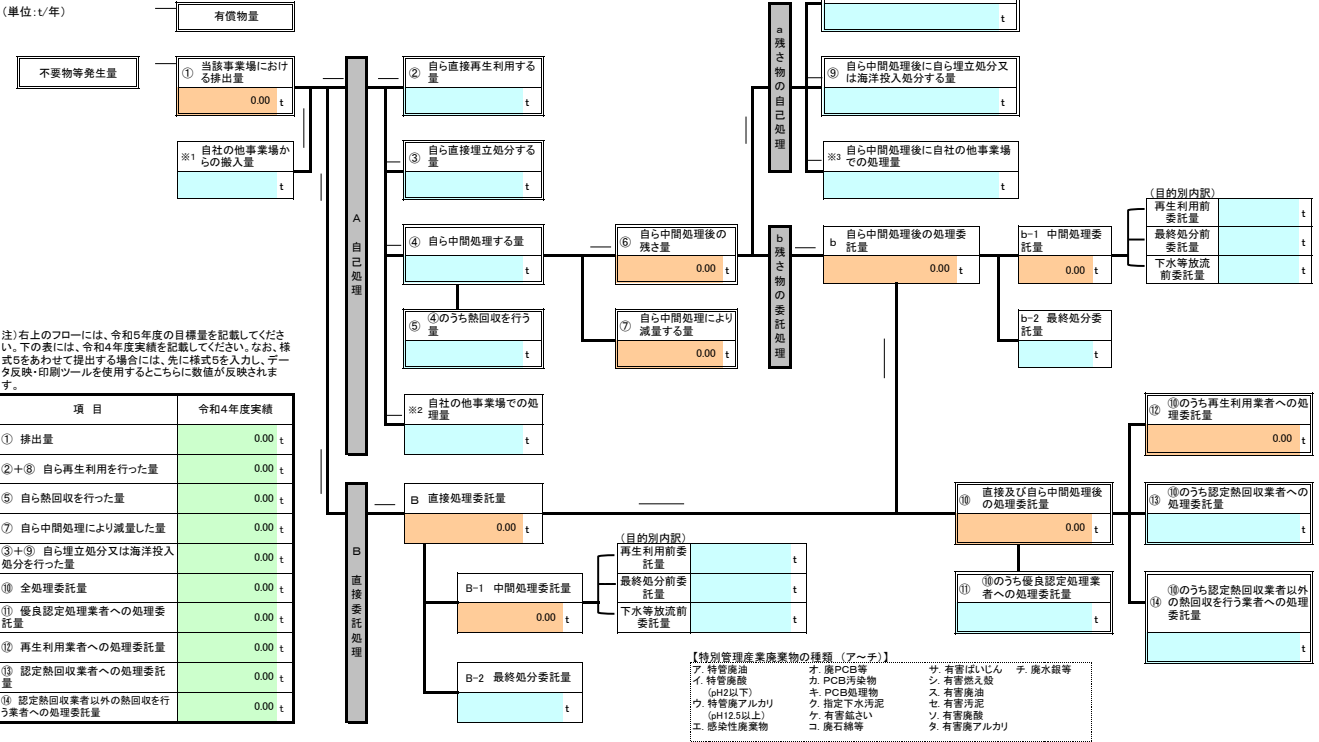 (単位:t/年)
有償物量
t
不要物等発生量
① 当該事業場におけ
る排出量
0.00 t
※1 自社の他事業場か
らの搬入量
t
A 自己処理
② 自ら直接再生利用する
量
t
③ 自ら直接埋立処分する
量
t
④ 自ら中間処理する量
t
⑤ ④のうち熱回収を行う
量
t
※2 自社の他事業場での処
理量
t
⑥ 自ら中間処理後の
残さ量
0.00 t
⑦ 自ら中間処理により
減量する量
0.00 t
a 残さ物の自己処理
⑨ 自ら中間処理後に自ら埋立処分又
は海洋投入処分する量
t
※3 自ら中間処理後に自社の他事業場
での処理量
t
b 残さ物の委託処理
b 自ら中間処理後の処理委
託量
0.00 t
b-1 中間処理委
託量
0.00 t
(目的別内訳)
再生利用前
委託量
t
最終処分前
委託量
t
下水等放流
前委託量
t
b-2 最終処分委
託量
t
注)右上のフローには、令和5年度の目標量を記載してくださ
い。下の表には、令和4年度実績を記載してください。なお、様
式5をあわせて提出する場合には、先に様式5を入力し、デー
タ反映・印刷ツールを使用するとこちらに数値が反映されま
す。
項 目 令和4年度実績
① 排出量 0.00 t
②+⑧ 自ら再生利用を行った量 0.00 t
⑤ 自ら熱回収を行った量 0.00 t
⑦ 自ら中間処理により減量した量 0.00 t
③+⑨ 自ら埋立処分又は海洋投入
処分を行った量 0.00 t
⑩ 全処理委託量 0.00 t
⑪ 優良認定処理業者への処理委
託量 0.00 t
⑫ 再生利用業者への処理委託量 0.00 t
⑬ 認定熱回収業者への処理委託
量 0.00 t
⑭ 認定熱回収業者以外の熱回収を行
う業者への処理委託量 0.00 t
B 直接委託処理
B 直接処理委託量
0.00 t
B-1 中間処理委託量
0.00 t
(目的別内訳)
再生利用前委
託量
t
最終処分前委
託量
t
下水等放流前
委託量
t
B-2 最終処分委託量
t
⑩ 直接及び自ら中間処理後
の処理委託量
0.00 t
⑪ ⑩のうち優良認定処理業
者への処理委託量
t
⑫ ⑩のうち再生利用業者への処
理委託量
0.00 t
⑬ ⑩のうち認定熱回収業者への
処理委託量
t
⑭ ⑩のうち認定熱回収業者以外
の熱回収を行う業者への処理
委託量
t
【特別管理産業廃棄物の種類 (ア~チ)】
ア. 特管廃油 オ. 廃PCB等 サ. 有害ばいじん チ. 廃水銀等
イ. 特管廃酸 カ. PCB汚染物 シ. 有害燃え殻
(pH2以下) キ. PCB処理物 ス. 有害廃油
ウ. 特管廃アルカリ ク. 指定下水汚泥 セ. 有害汚泥
(pH12.5以上) ケ. 有害鉱さい ソ. 有害廃酸
エ. 感染性廃棄物 コ. 廃石綿等 タ. 有害廃アルカリ